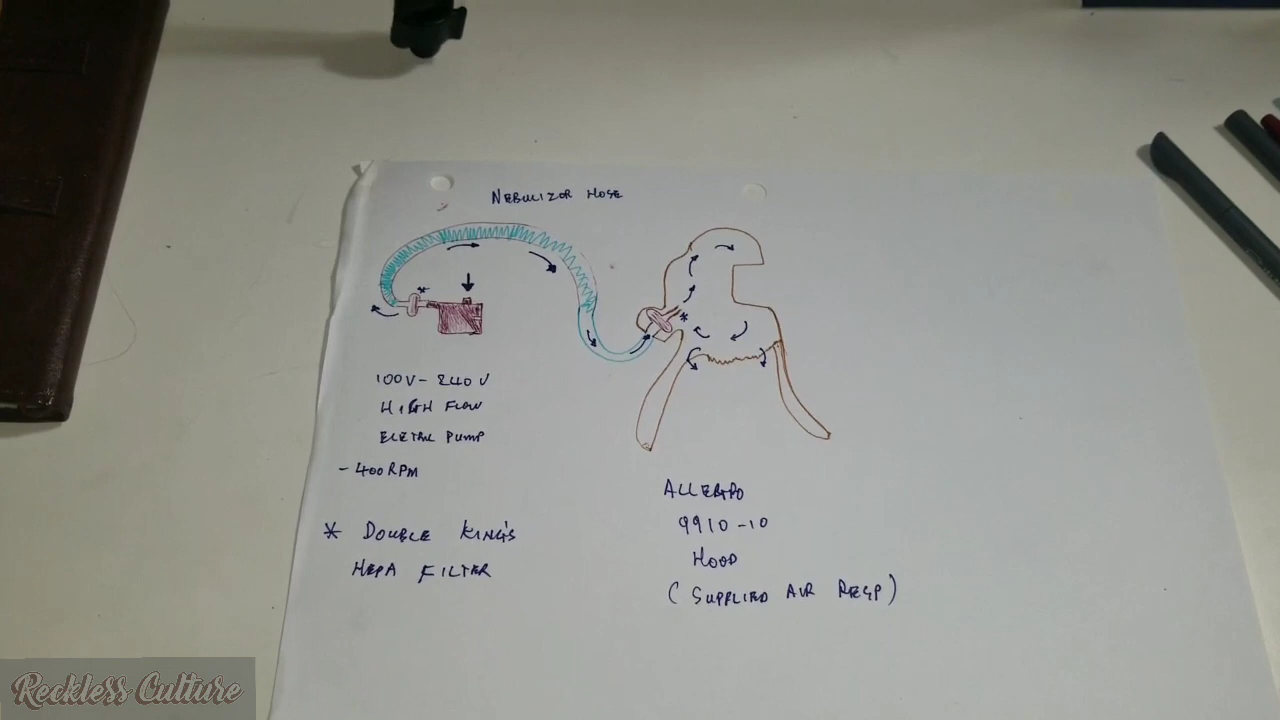 NEBULIZOR HOSE
*
*
100V - 240V
HIGH FLOW
ELETRL PUMP
- 400RPM
* DOUBLE KING'S
HEPA FILTER
ALLEGRO
9910-10
HOOD
(SUPPLIED AIR RESP)
Reckless Culture